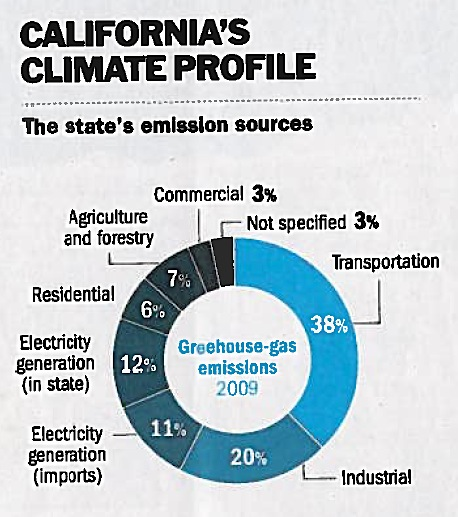 CALIFORNIA'S
CLIMATE PROFILE
The state's emission sources
Commercial 3%
Agriculture
and forestry
Not specified 3%
Transportation
7%
Residential
6%
38%
Electricity
generation
(in state)
12%
Greehouse-gas
emissions
2009
Electricity
generation
(imports)
11%
20%
Industrial